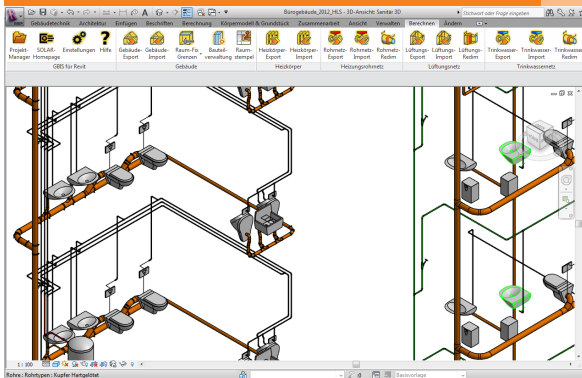 Bürogebäude_2012_HLS - 3D-Ansicht: Sanitär 3D
Stichwort oder Frage eingeben
Gebäudetechnik Architektur Einfügen Beschriften Berechnung Körpermodell & Grundstück Zusammenarbeit Ansicht Verwalten Berechnen Ändern
Projekt- SOLAR- Einstellungen Hilfe Gebäude- Gebäude- Raum-Fix Bauteil- Raum- Heizkörper- Heizkörper- Rohrnetz- Rohrnetz- Rohrnetz- Lüftungs- Lüftungs- Lüftungs- Trinkwasser- Trinkwasser- Trinkwasse
Manager Homepage Export Import Grenzen verwaltung stempel Export Import Export Import Redim Export Import Redim Export Import Redim
GBIS für Revit Gebäude Heizkörper Heizungsrohrnetz Lüftungsnetz Trinkwassernetz
1 : 100
Rohre : Rohrtypen : Kupfer Hartgelötet
Basisvorlage